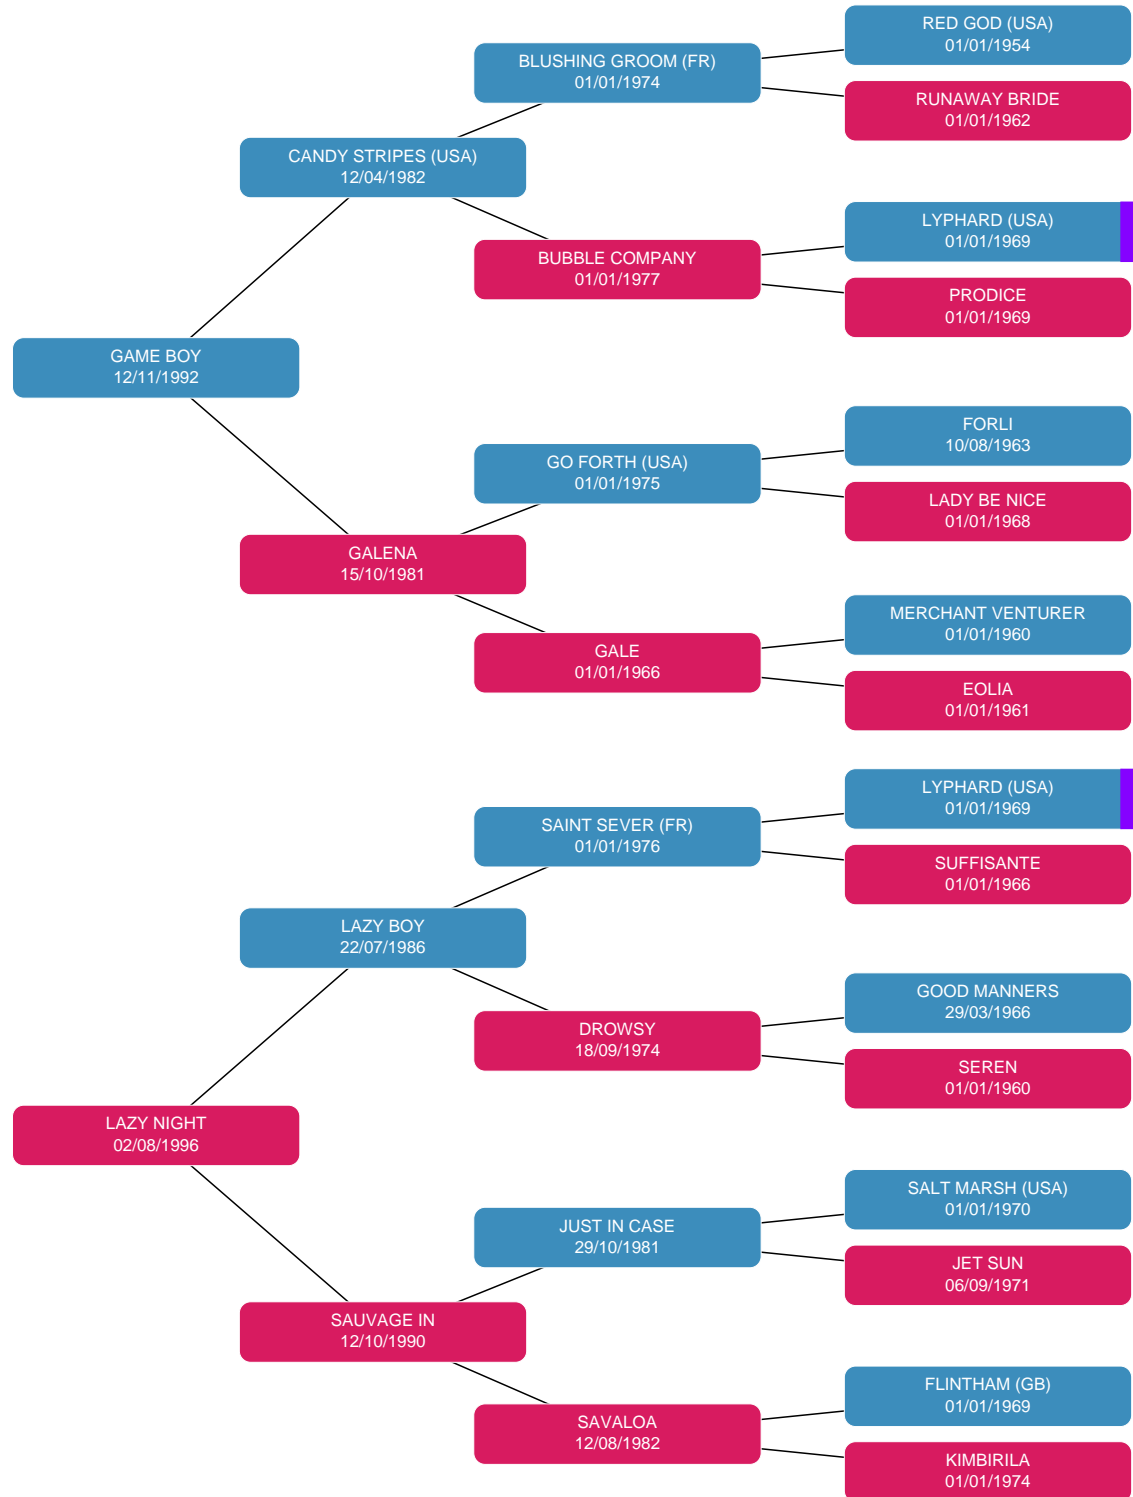 RED GOD (USA)
01/01/1954
BLUSHING GROOM (FR)
01/01/1974
RUNAWAY BRIDE
01/01/1962
CANDY STRIPES (USA)
12/04/1982
LYPHARD (USA)
01/01/1969
BUBBLE COMPANY
01/01/1977
PRODICE
01/01/1969
GAME BOY
12/11/1992
FORLI
10/08/1963
GO FORTH (USA)
01/01/1975
LADY BE NICE
01/01/1968
GALENA
15/10/1981
MERCHANT VENTURER
01/01/1960
GALE
01/01/1966
EOLIA
01/01/1961
LYPHARD (USA)
01/01/1969
SAINT SEVER (FR)
01/01/1976
SUFFISANTE
01/01/1966
LAZY BOY
22/07/1986
GOOD MANNERS
29/03/1966
DROWSY
18/09/1974
SEREN
01/01/1960
LAZY NIGHT
02/08/1996
SALT MARSH (USA)
01/01/1970
JUST IN CASE
29/10/1981
JET SUN
06/09/1971
SAUVAGE IN
12/10/1990
FLINTHAM (GB)
01/01/1969
SAVALOA
12/08/1982
KIMBIRILA
01/01/1974